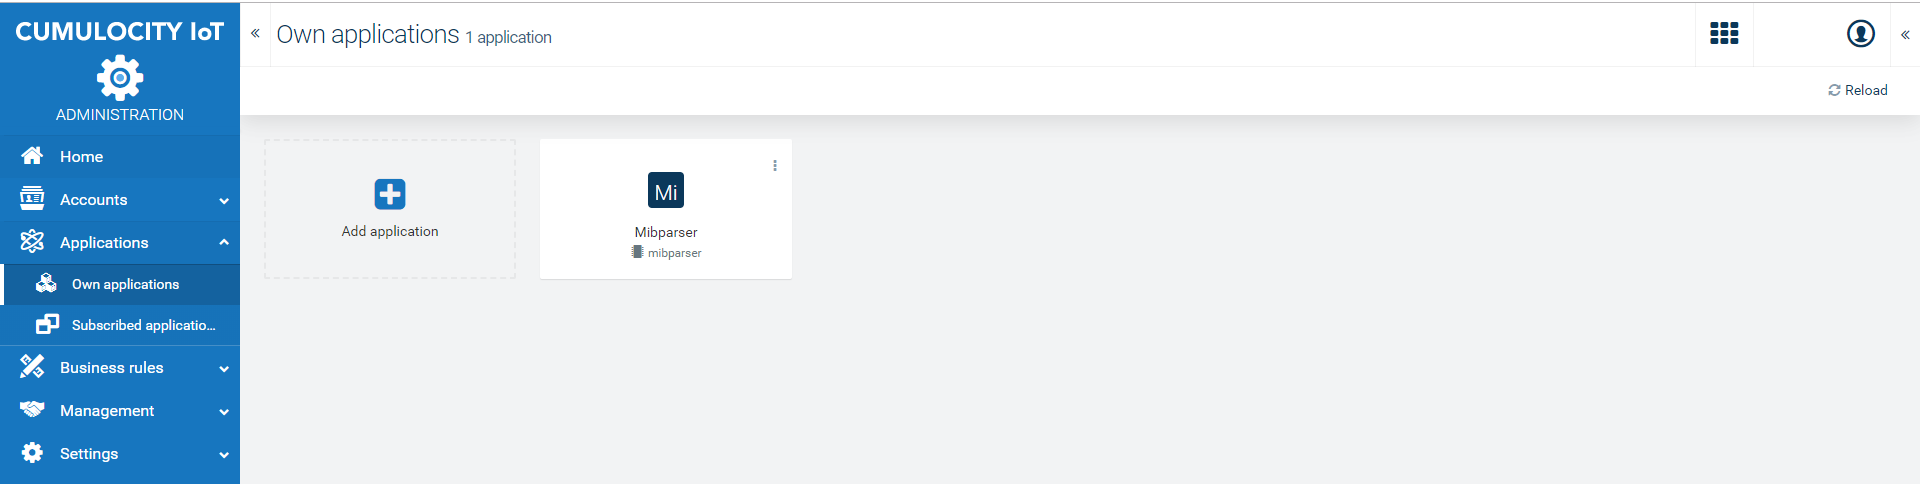 CUMULOCITY IoT
ADMINISTRATION
Home
Accounts
Applications
Own applications
Subscribed applicatio...
Business rules
Management
Settings
Own applications 1 application
Reload
Add application
Mi
Mibparser
mibparser